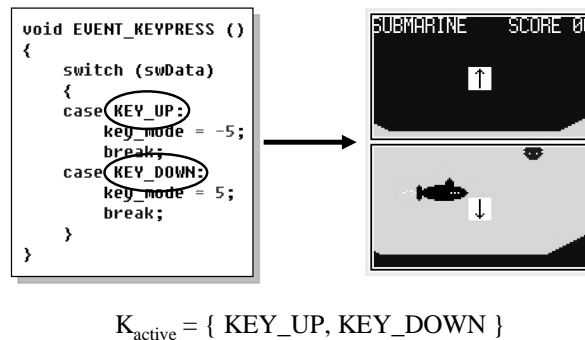 void EVENT_KEYPRESS ()
{
switch (swData)
{
case KEY_UP:
key_mode = -5;
break;
case KEY_DOWN:
key_mode = 5;
break;
}
}
SUBMARINE SCORE 00
↑
↓
K_active = { KEY_UP, KEY_DOWN }